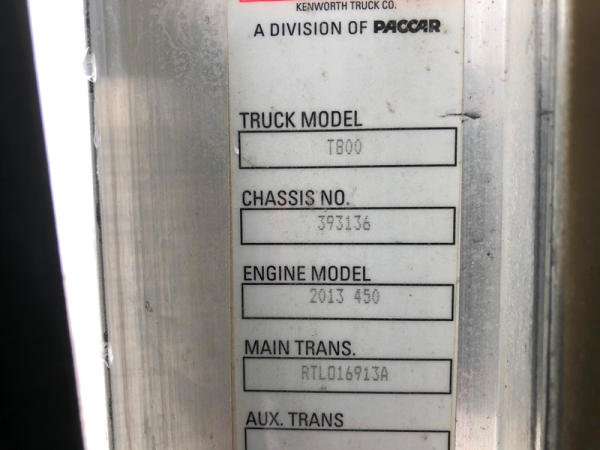 KENWORTH TRUCK CO.
A DIVISION OF PACCAR
TRUCK MODEL
T800
CHASSIS NO.
393136
ENGINE MODEL
2013 450
MAIN TRANS.
RTLO16913A
AUX. TRANS